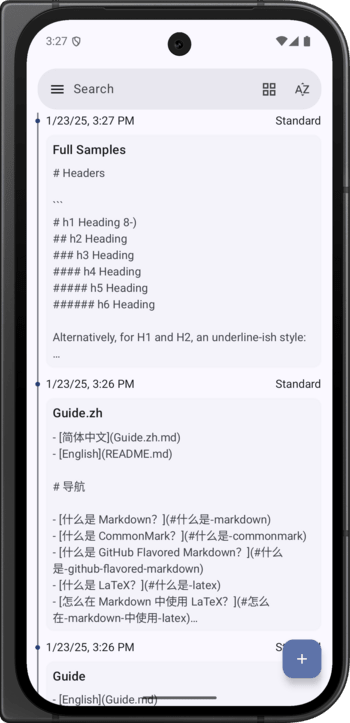 3:27
Search
AZ
1/23/25, 3:27 PM Standard
Full Samples
# Headers
```
# h1 Heading 8-)
## h2 Heading
### h3 Heading
#### h4 Heading
##### h5 Heading
###### h6 Heading
Alternatively, for H1 and H2, an underline-ish style:
…
1/23/25, 3:26 PM Standard
Guide.zh
- [简体中文](Guide.zh.md)
- [English](README.md)
# 导航
- [什么是 Markdown？](#什么是-markdown)
- [什么是 CommonMark？](#什么是-commonmark)
- [什么是 GitHub Flavored Markdown？](#什么
是-github-flavored-markdown)
- [什么是 LaTeX？](#什么是-latex)
- [怎么在 Markdown 中使用 LaTeX？](#怎么
在-markdown-中使用-latex)…
1/23/25, 3:26 PM
Guide
- [English](Guide.md)